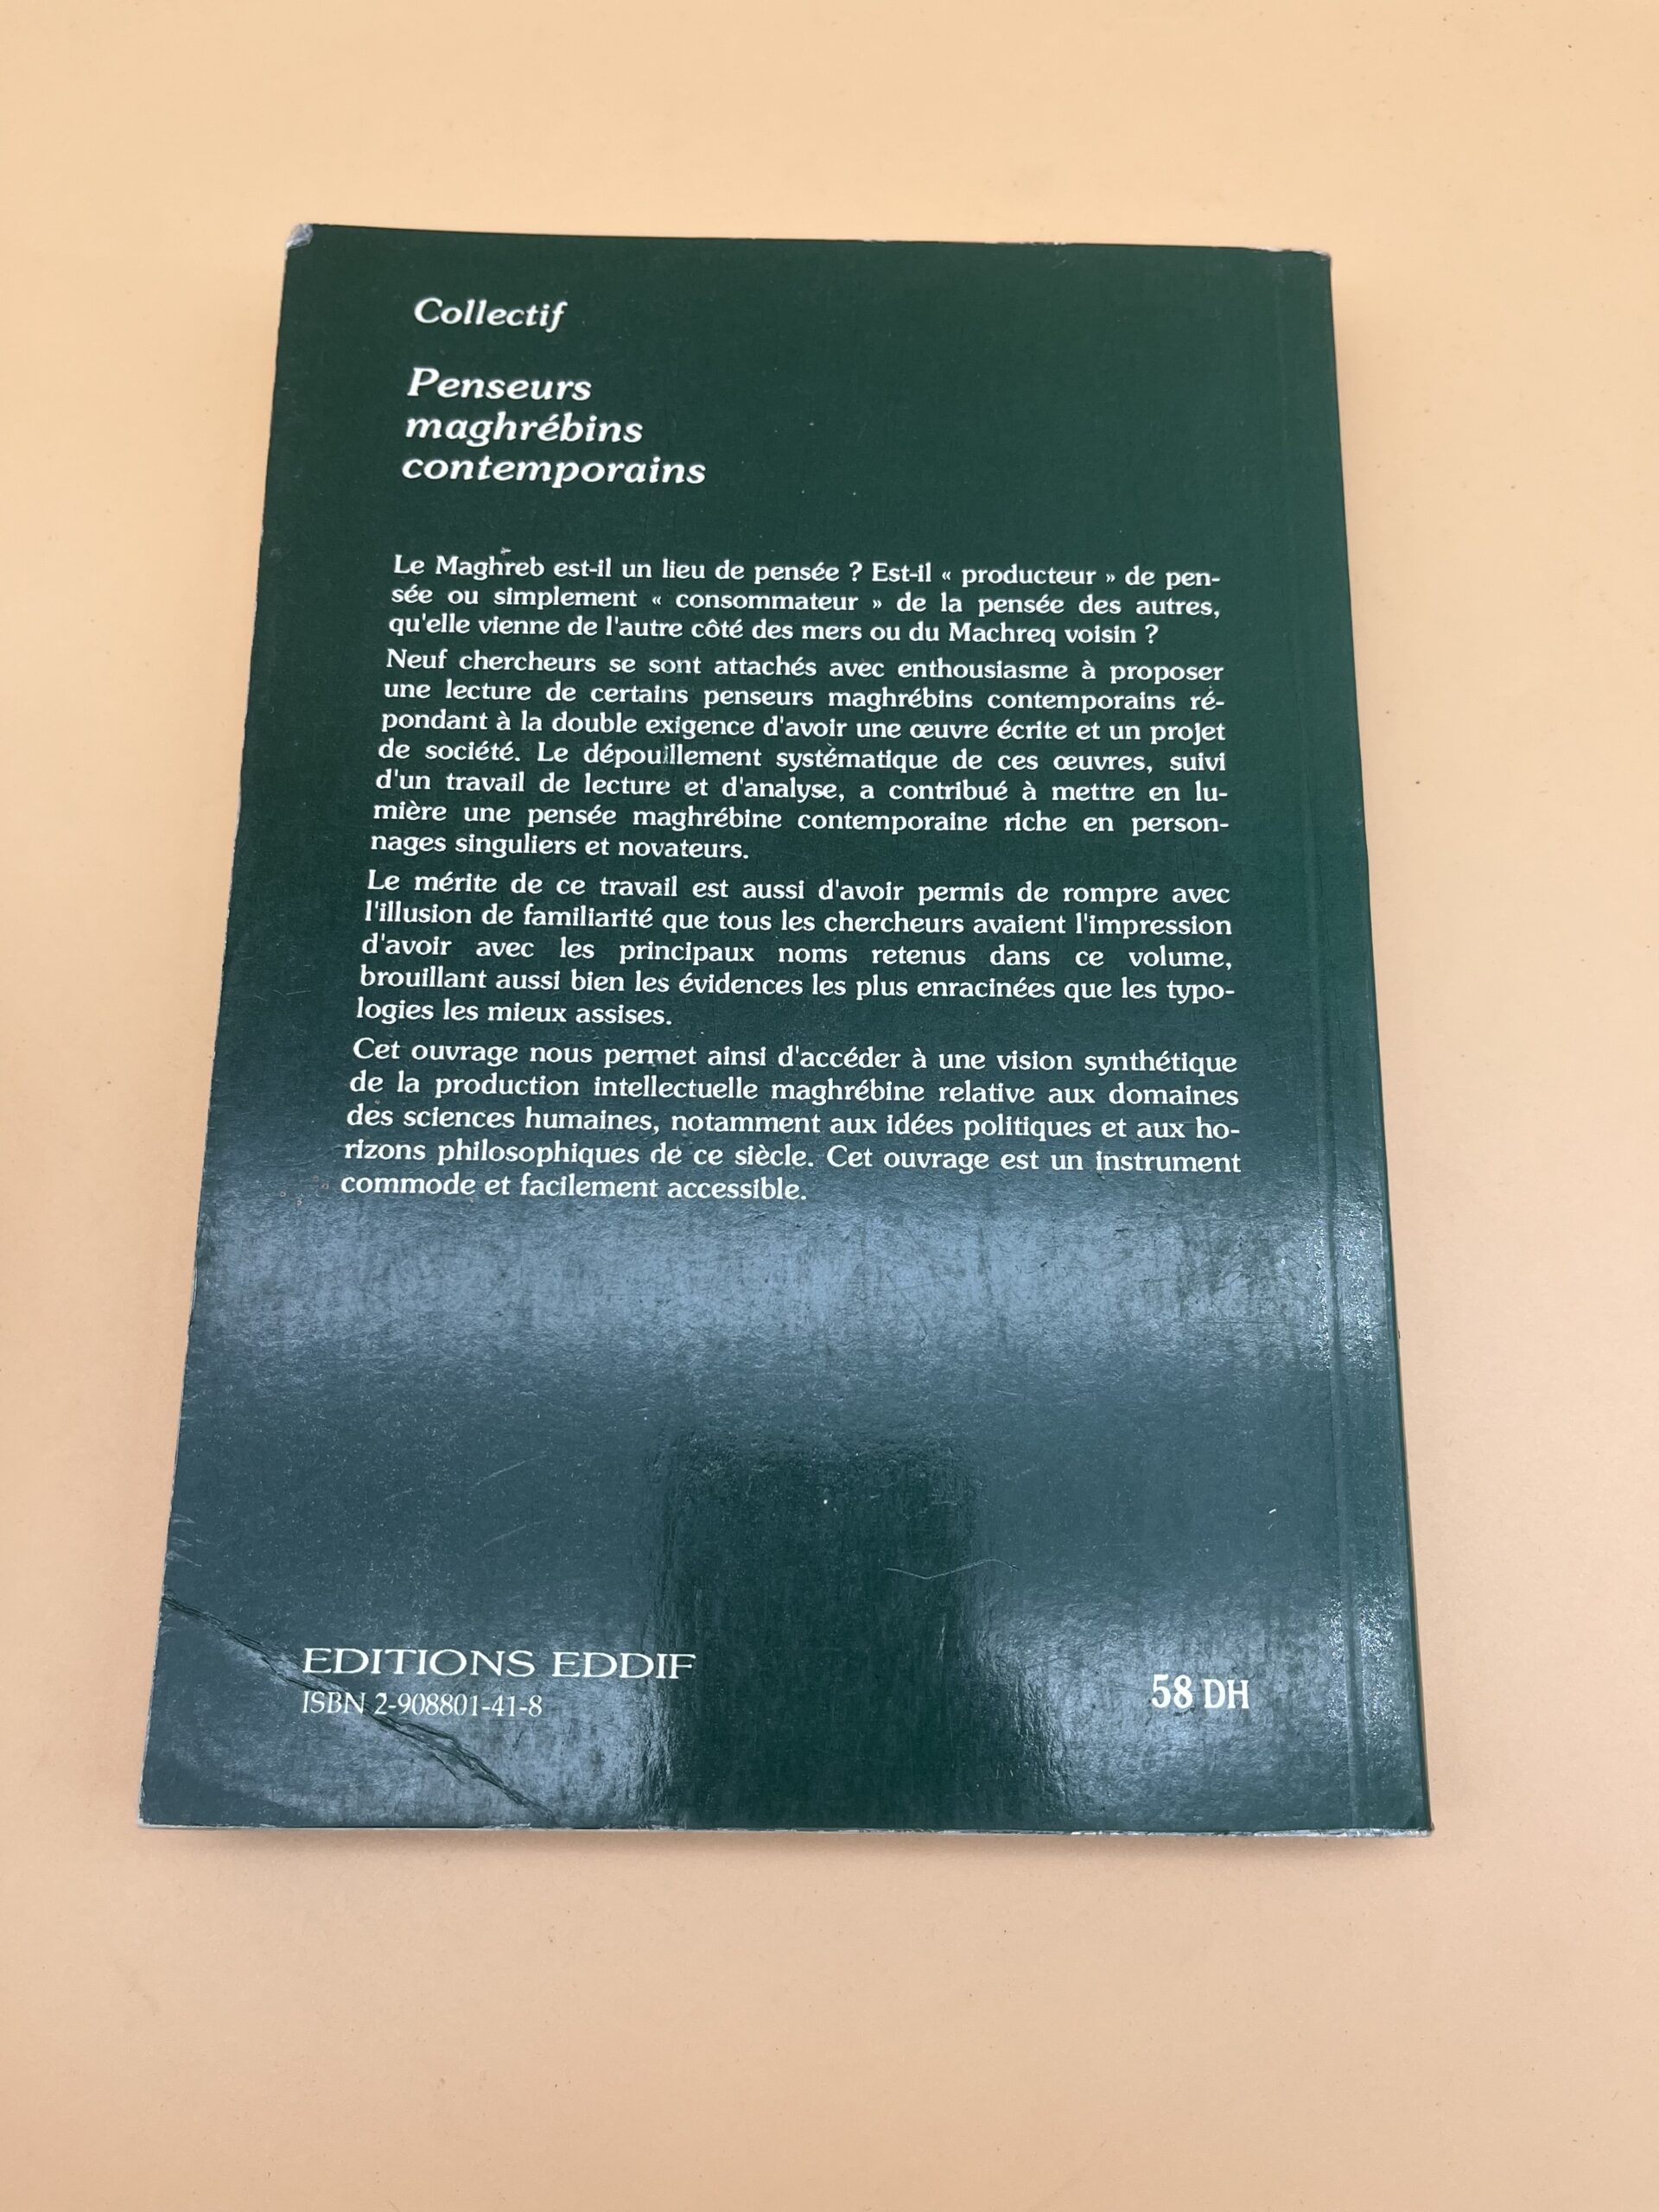 Collectif
Penseurs
maghrébins
contemporains
Le Maghreb est-il un lieu de pensée ? Est-il « producteur » de pen-
sée ou simplement « consommateur » de la pensée des autres,
qu'elle vienne de l'autre côté des mers ou du Machreq voisin ?
Neuf chercheurs se sont attachés avec enthousiasme à proposer
une lecture de certains penseurs maghrébins contemporains ré-
pondant à la double exigence d'avoir une œuvre écrite et un projet
de société. Le dépouillement systématique de ces œuvres, suivi
d'un travail de lecture et d'analyse, a contribué à mettre en lu-
mière une pensée maghrébine contemporaine riche en person-
nages singuliers et novateurs.
Le mérite de ce travail est aussi d'avoir permis de rompre avec
l'illusion de familiarité que tous les chercheurs avaient l'impression
d'avoir avec les principaux noms retenus dans ce volume,
brouillant aussi bien les évidences les plus enracinées que les typo-
logies les mieux assises.
Cet ouvrage nous permet ainsi d'accéder à une vision synthétique
de la production intellectuelle maghrébine relative aux domaines
des sciences humaines, notamment aux idées politiques et aux ho-
rizons philosophiques de ce siècle. Cet ouvrage est un instrument
commode et facilement accessible.
EDITIONS EDDIF
ISBN 2-908801-41-8
58 DH